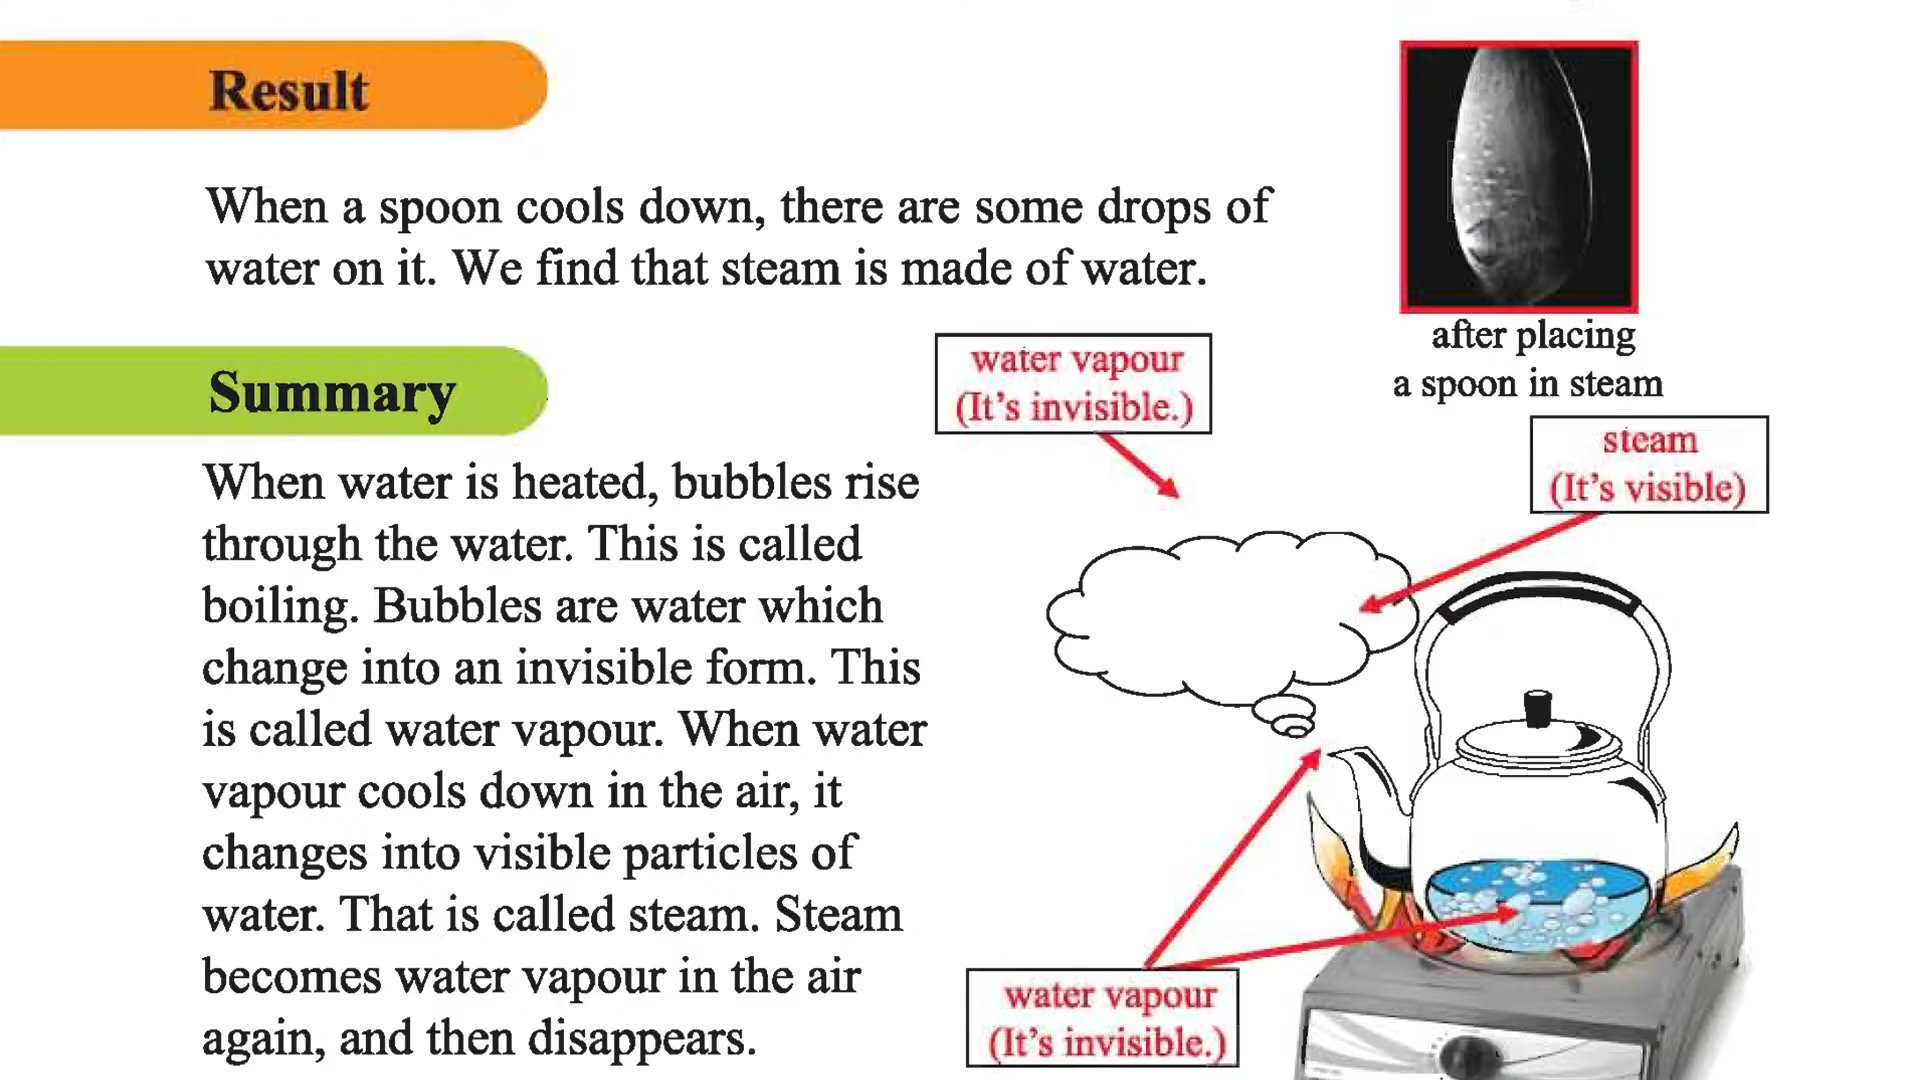 Result
When a spoon cools down, there are some drops of
water on it. We find that steam is made of water.
after placing
a spoon in steam
Summary
When water is heated, bubbles rise
through the water. This is called
boiling. Bubbles are water which
change into an invisible form. This
is called water vapour. When water
vapour cools down in the air, it
changes into visible particles of
water. That is called steam. Steam
becomes water vapour in the air
again, and then disappears.
water vapour
(It's invisible.)
steam
(It's visible)
water vapour
(It's invisible.)